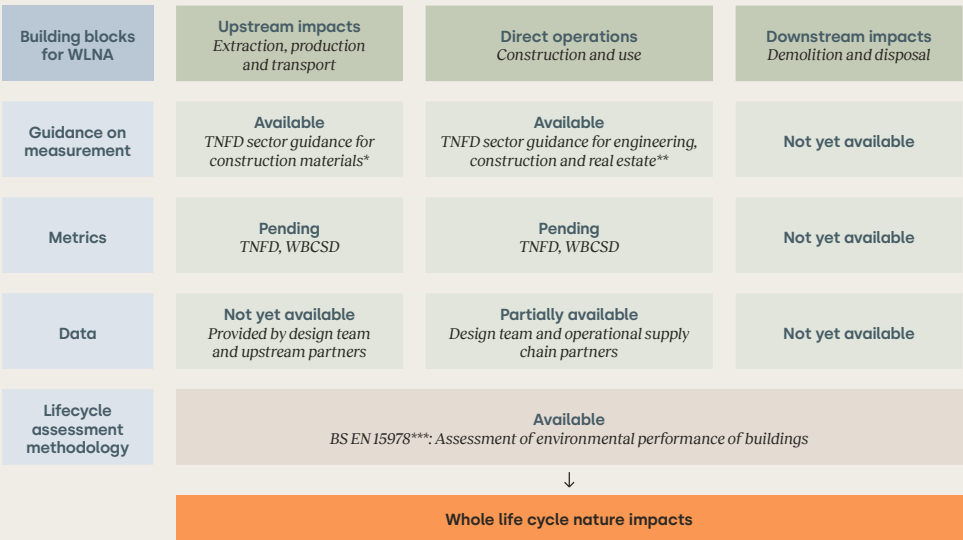 Building blocks
for WLNA
Upstream impacts
Extraction, production
and transport
Direct operations
Construction and use
Downstream impacts
Demolition and disposal
Guidance on
measurement
Available
TNFD sector guidance for
construction materials*
Available
TNFD sector guidance for engineering,
construction and real estate**
Not yet available
Metrics
Pending
TNFD, WBCSD
Pending
TNFD, WBCSD
Not yet available
Data
Not yet available
Provided by design team
and upstream partners
Partially available
Design team and operational supply
chain partners
Not yet available
Lifecycle
assessment
methodology
Available
BS EN 15978***: Assessment of environmental performance of buildings
↓
Whole life cycle nature impacts